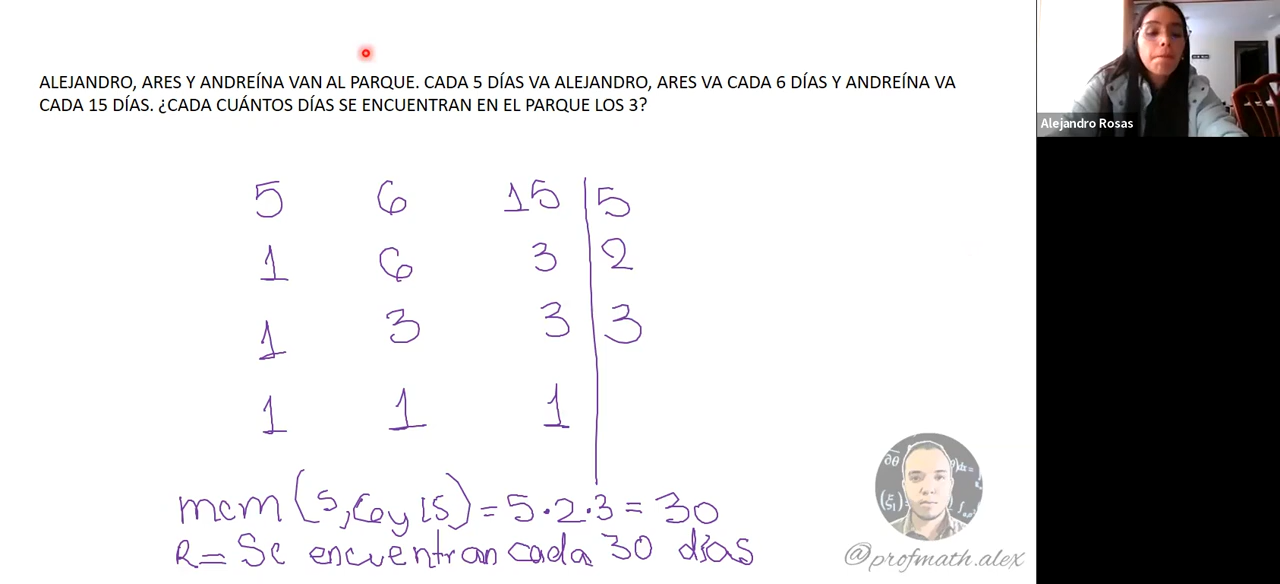 ALEJANDRO, ARES Y ANDREÍNA VAN AL PARQUE. CADA 5 DÍAS VA ALEJANDRO, ARES VA CADA 6 DÍAS Y ANDREÍNA VA
CADA 15 DÍAS. ¿CADA CUÁNTOS DÍAS SE ENCUENTRAN EN EL PARQUE LOS 3?
Alejandro Rosas
5 6 15 | 5
1 6 3 | 2
1 3 3 | 3
1 1 1 |
mcm (5, 6 y 15) = 5·2·3 = 30
R = Se encuentran cada 30 días
@profmath.alex